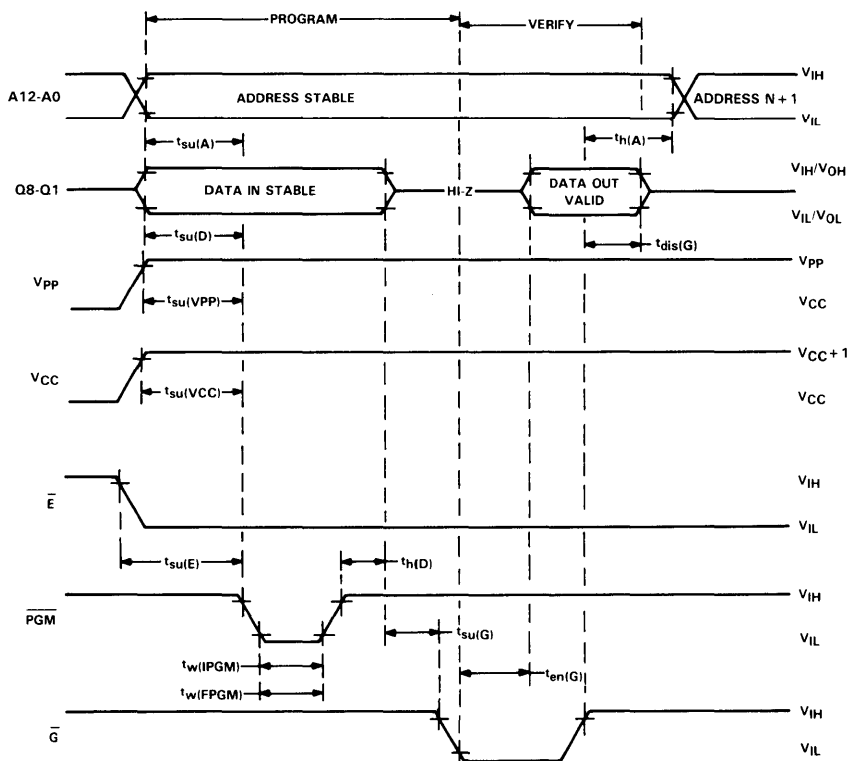 PROGRAM
VERIFY
A12-A0
ADDRESS STABLE
ADDRESS N + 1
VIH
VIL
tsu(A)
th(A)
Q8-Q1
DATA IN STABLE
HI-Z
DATA OUT
VALID
VIH/VOH
VIL/VOL
tsu(D)
tdis(G)
VPP
VPP
VCC
tsu(VPP)
VCC
VCC + 1
VCC
tsu(VCC)
E̅
VIH
VIL
tsu(E)
th(D)
P̅G̅M̅
VIH
VIL
tsu(G)
tw(IPGM)
tw(FPGM)
ten(G)
G̅
VIH
VIL